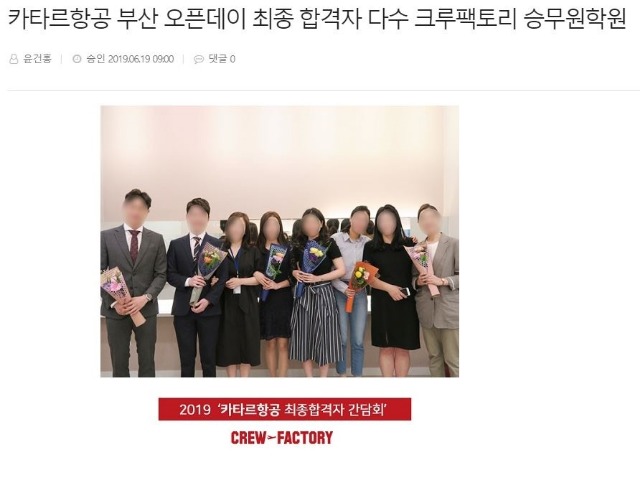 카타르항공 부산 오픈데이 최종 합격자 다수 크루팩토리 승무원학원
윤건홍 승인 2019.06.19 09:00 댓글 0
2019 '카타르항공 최종합격자 간담회'
CREW FACTORY